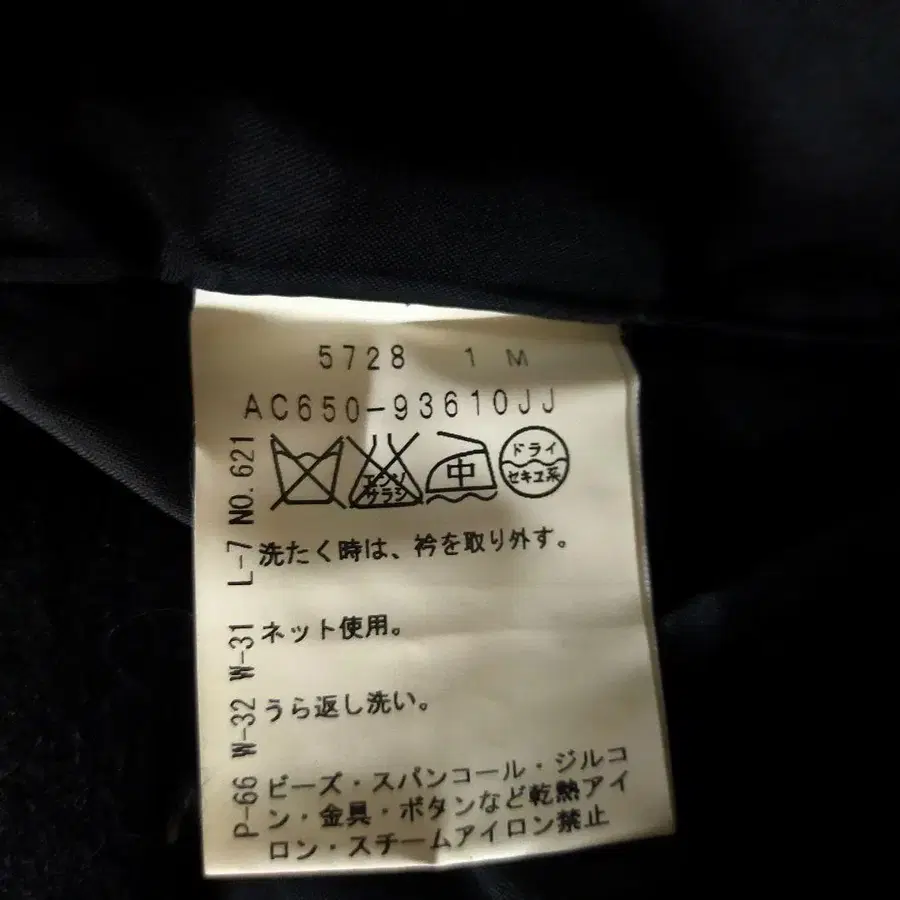 5728 1 M
AC650-93610JJ
エンソ
サラシ
中
ドライ
セキユ系
洗たく時は、衿を取り外す。
ネット使用。
うら返し洗い。
ビーズ・スパンコール・ジルコ
ン・金具・ボタンなど乾熱アイ
ロン・スチームアイロン禁止
P-66 W-32 W-31 L-7 NO.621